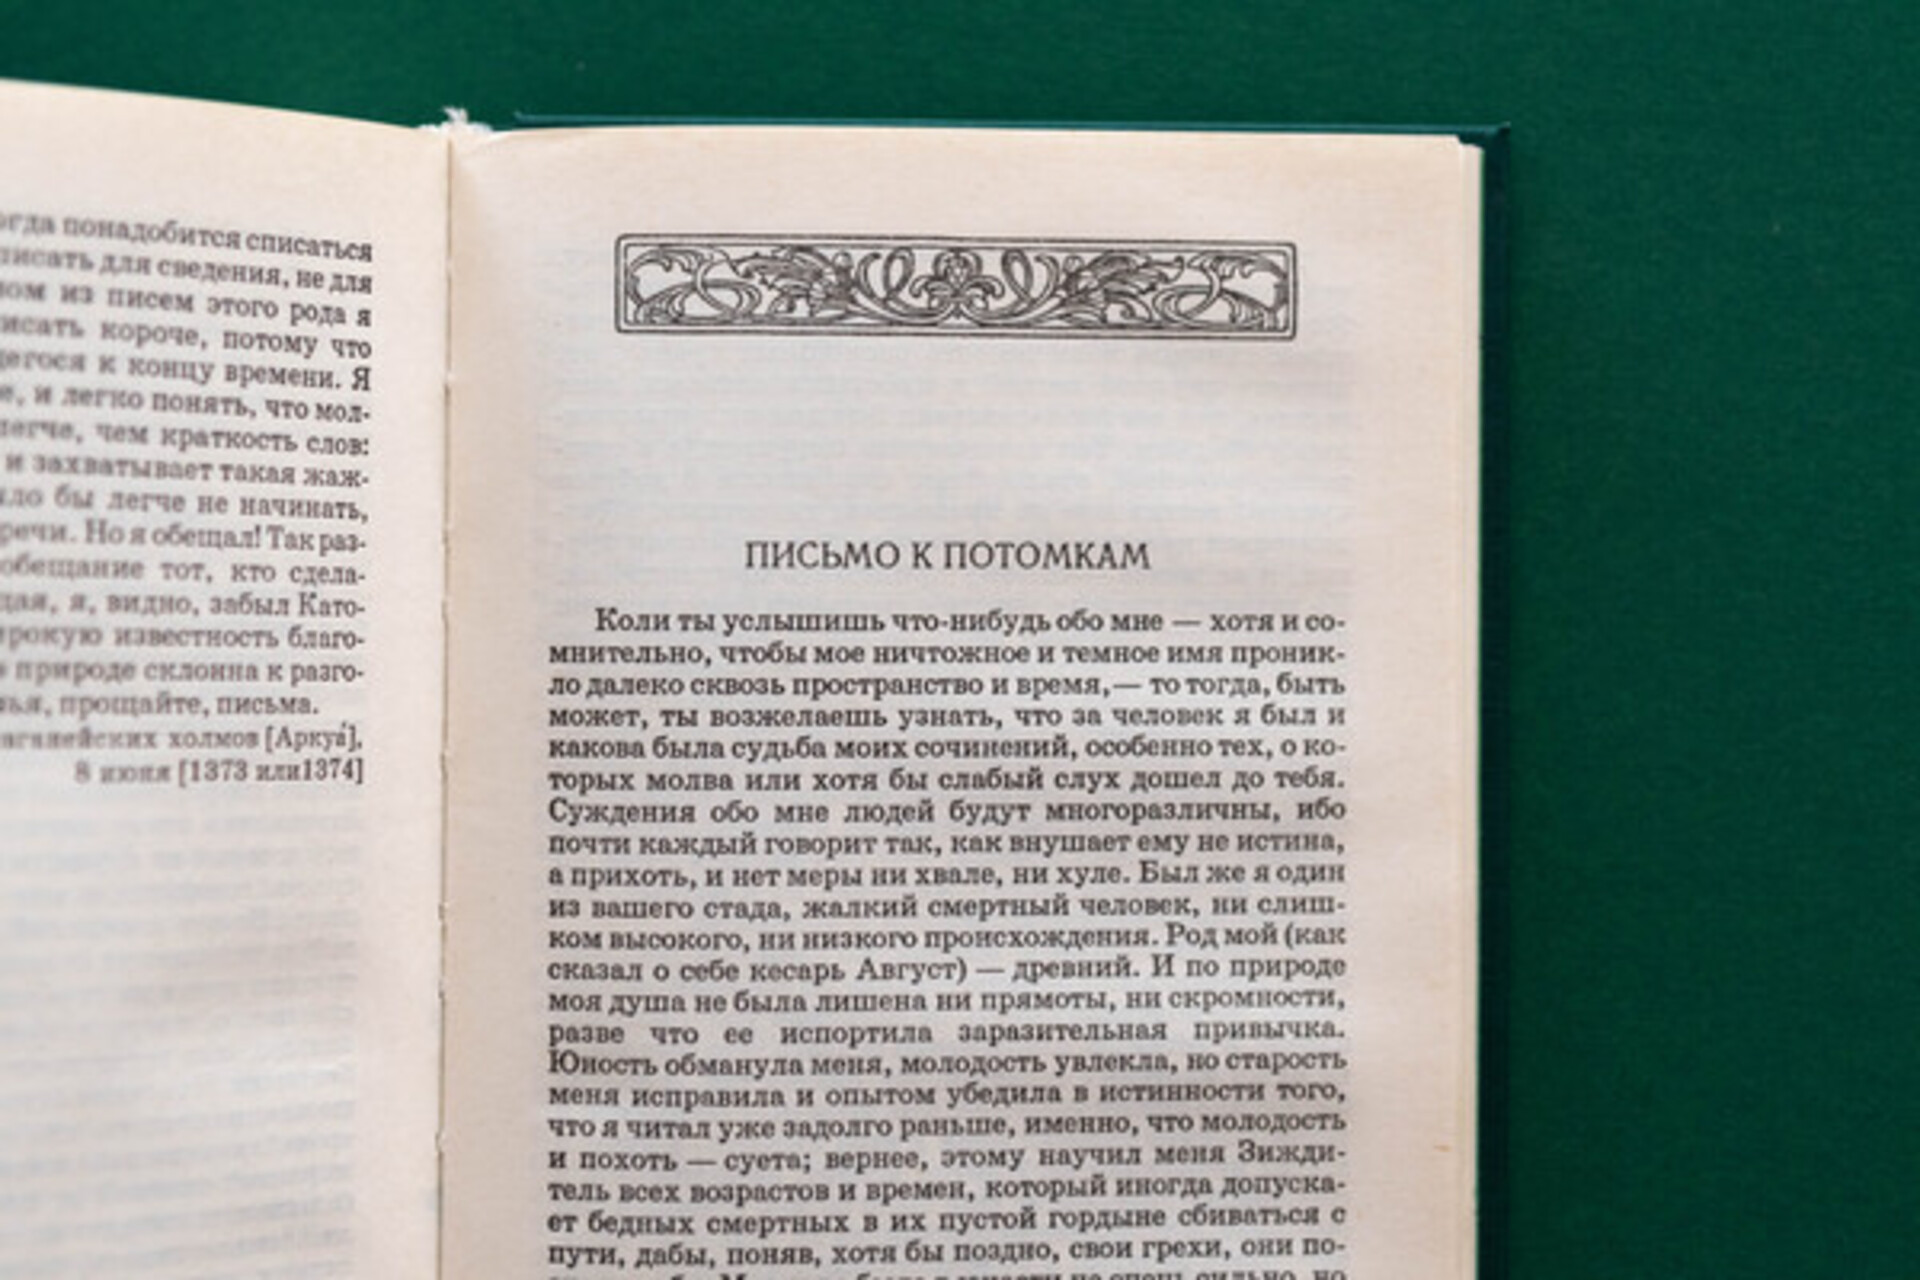 понадобится списаться
для сведения, не для
из писем этого рода я
короче, потому что
к концу времени. Я
и легко понять, что мол-
легче, чем краткость слов:
и захватывает такая жаж-
бы легче не начинать,
речи. Но я обещал! Так раз-
обещание тот, кто сдела-
я, видно, забыл Като-
известность благо-
природе склонна к разго-
прощайте, письма.
холмов [Аркуа́],
8 июня [1373 или1374]
ПИСЬМО К ПОТОМКАМ
Коли ты услышишь что-нибудь обо мне — хотя и со-
мнительно, чтобы мое ничтожное и темное имя проник-
ло далеко сквозь пространство и время,— то тогда, быть
может, ты возжелаешь узнать, что за человек я был и
какова была судьба моих сочинений, особенно тех, о ко-
торых молва или хотя бы слабый слух дошел до тебя.
Суждения обо мне людей будут многоразличны, ибо
почти каждый говорит так, как внушает ему не истина,
а прихоть, и нет меры ни хвале, ни хуле. Был же я один
из вашего стада, жалкий смертный человек, ни слиш-
ком высокого, ни низкого происхождения. Род мой (как
сказал о себе кесарь Август) — древний. И по природе
моя душа не была лишена ни прямоты, ни скромности,
разве что ее испортила заразительная привычка.
Юность обманула меня, молодость увлекла, но старость
меня исправила и опытом убедила в истинности того,
что я читал уже задолго раньше, именно, что молодость
и похоть — суета; вернее, этому научил меня Зижди-
тель всех возрастов и времен, который иногда допуска-
ет бедных смертных в их пустой гордыне сбиваться с
пути, дабы, поняв, хотя бы поздно, свои грехи, они по-